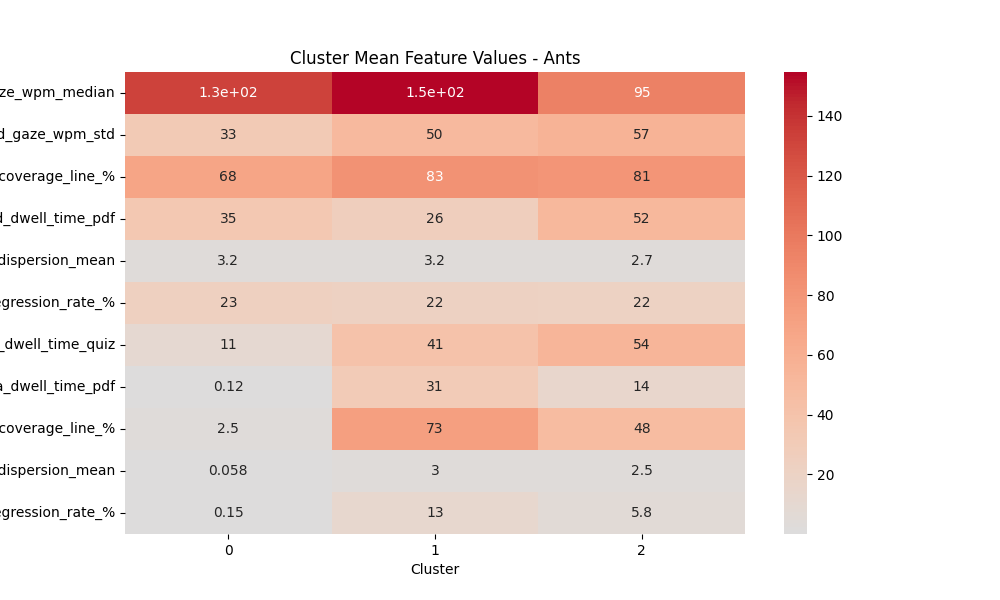 Cluster Mean Feature Values - Ants
ze_wpm_median 1.3e+02 1.5e+02 95
d_gaze_wpm_std 33 50 57
coverage_line_% 68 83 81
d_dwell_time_pdf 35 26 52
dispersion_mean 3.2 3.2 2.7
egression_rate_% 23 22 22
_dwell_time_quiz 11 41 54
a_dwell_time_pdf 0.12 31 14
coverage_line_% 2.5 73 48
dispersion_mean 0.058 3 2.5
egression_rate_% 0.15 13 5.8
0 1 2
Cluster
140
120
100
80
60
40
20